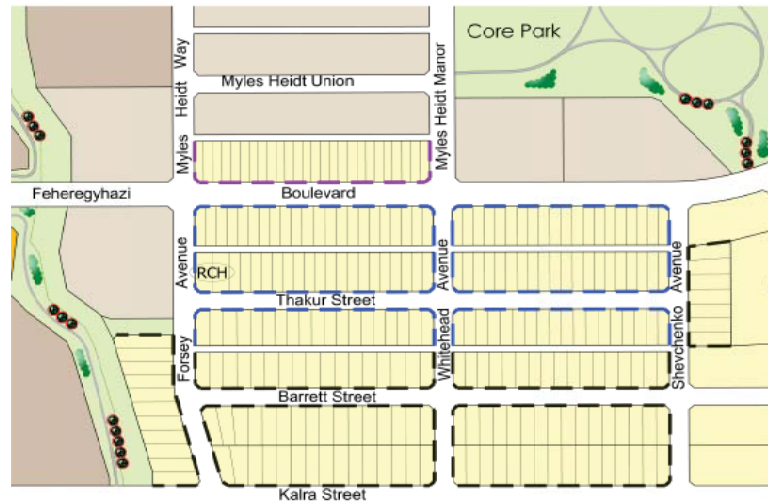 Core Park
Myles Heidt Way
Myles Heidt Union
Myles Heidt Manor
Feheregyhazi Boulevard
Forsey Avenue
RCH
Whitehead Avenue
Shevchenko Avenue
Thakur Street
Barrett Street
Kalra Street